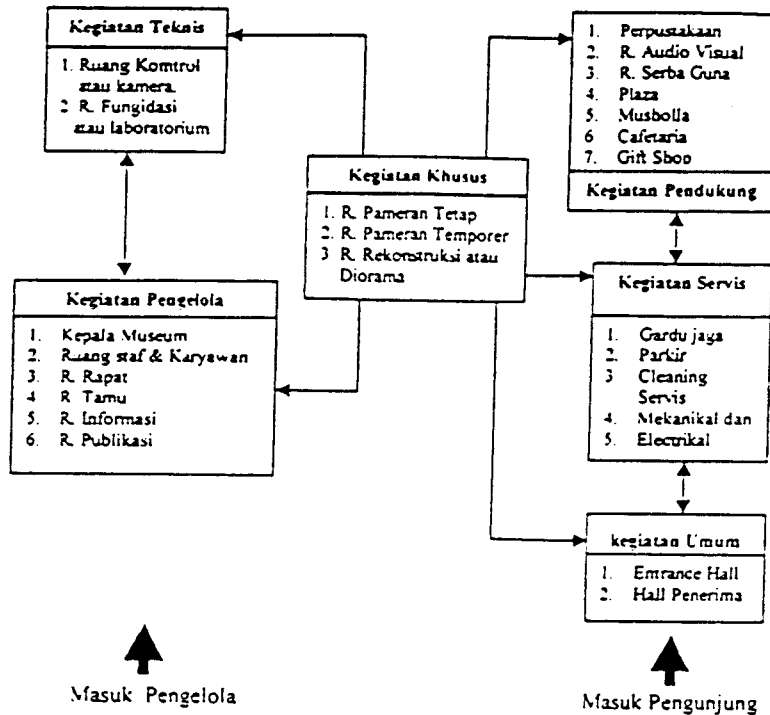 Kegiatan Teknis
1. Ruang Komtrol
atau kamera.
2 R. Fungidasi
atau laboratorium
1. Perpustakaan
2. R. Audio Visual
3. R. Serba Guna
4. Plaza
5. Musbolla
6 Cafetaria
7. Gift Shop
Kegiatan Pendukung
Kegiatan Khusus
1. R. Pameran Tetap
2. R. Pameran Temporer
3 R. Rekonstruksi atau
Diorama
Kegiatan Pengelola
1. Kepala Museum
2. Ruang staf & Karyawan
3. R. Rapat
4 R. Tamu
5. R. Informasi
6. R. Publikasi
Kegiatan Servis
1. Gardu jaga
2. Parkir
3 Cleaning
Servis
4. Mekanikal dan
5. Electrikal
kegiatan Umum
1. Entrance Hall
2. Hall Penerima
Masuk Pengelola
Masuk Pengunjung